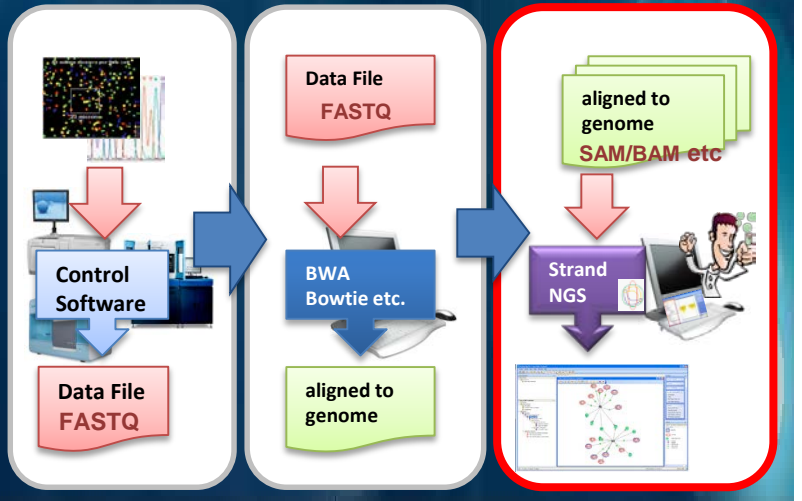 Control
Software
Data File
FASTQ
Data File
FASTQ
BWA
Bowtie etc.
aligned to
genome
aligned to
genome
SAM/BAM etc
Strand
NGS